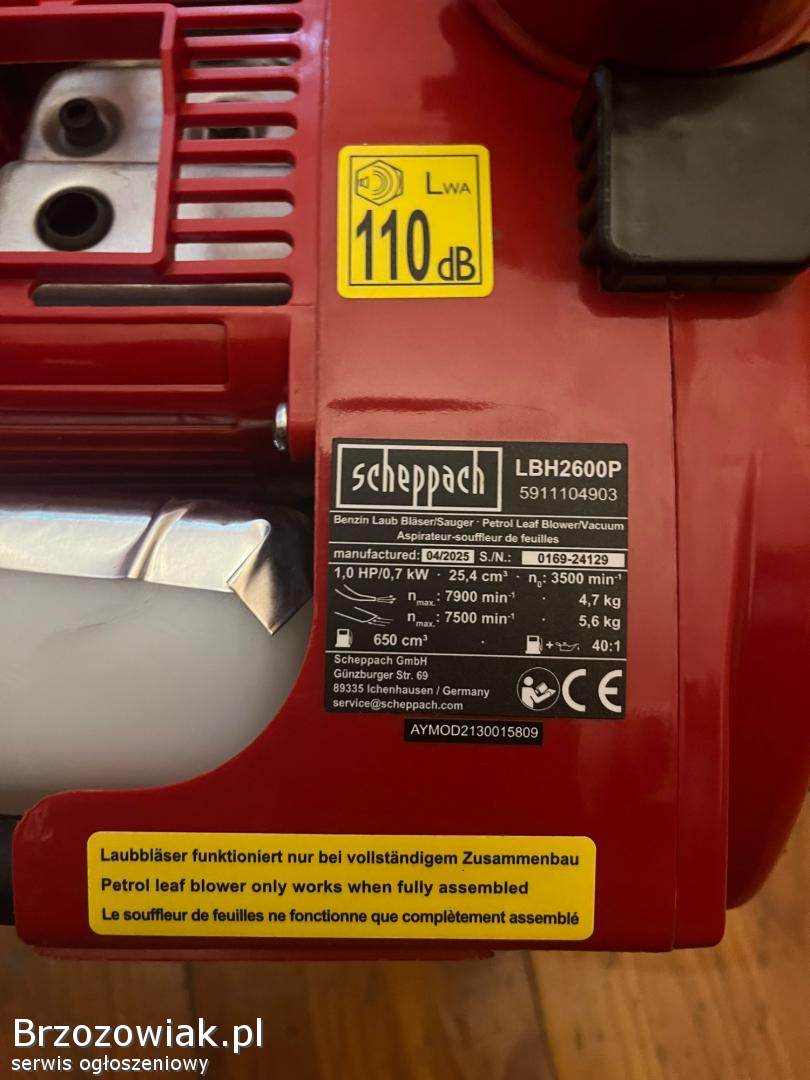 LWA
110 dB
scheppach LBH2600P
5911104903
Benzin Laub Bläser/Sauger · Petrol Leaf Blower/Vacuum
Aspirateur-souffleur de feuilles
manufactured: 04/2025 S./N.: 0169-24129
1,0 HP/0,7 kW · 25,4 cm³ · n0: 3500 min-1
nmax.: 7900 min-1 · 4,7 kg
nmax.: 7500 min-1 · 5,6 kg
650 cm³ · + 40:1
Scheppach GmbH
Günzburger Str. 69
89335 Ichenhausen / Germany
service@scheppach.com
CE
AYMOD2130015809
Laubbläser funktioniert nur bei vollständigem Zusammenbau
Petrol leaf blower only works when fully assembled
Le souffleur de feuilles ne fonctionne que complètement assemblé
Brzozowiak.pl
serwis ogłoszeniowy